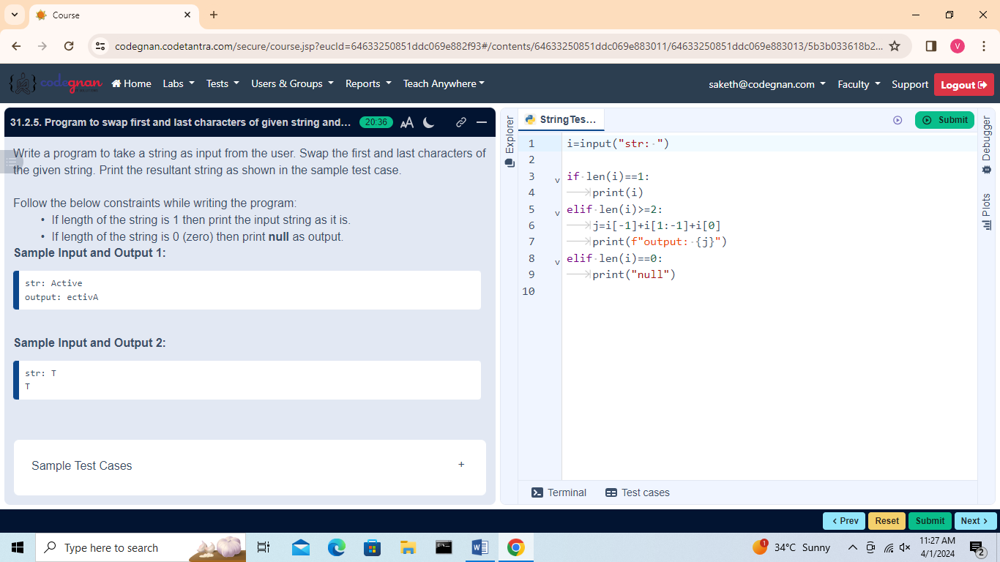 Course
codegnan.codetantra.com/secure/course.jsp?eucId=64633250851ddc069e882f93#/contents/64633250851ddc069e883011/64633250851ddc069e883013/5b3b033618b2...
V
codegnan
Home Labs Tests Users & Groups Reports Teach Anywhere
saketh@codegnan.com Faculty Support Logout
31.2.5. Program to swap first and last characters of given string and... 20:36 AA
Write a program to take a string as input from the user. Swap the first and last characters of
the given string. Print the resultant string as shown in the sample test case.
Follow the below constraints while writing the program:
• If length of the string is 1 then print the input string as it is.
• If length of the string is 0 (zero) then print null as output.
Sample Input and Output 1:
str: Active
output: ectivA
Sample Input and Output 2:
str: T
T
Sample Test Cases +
Explorer
StringTes...
Submit
1 i=input("str: ")
2
3 if len(i)==1:
4 print(i)
5 elif len(i)>=2:
6 j=i[-1]+i[1:-1]+i[0]
7 print(f"output: {j}")
8 elif len(i)==0:
9 print("null")
10
Debugger
Plots
Terminal Test cases
< Prev Reset Submit Next >
Type here to search
1 34°C Sunny
11:27 AM
4/1/2024
2